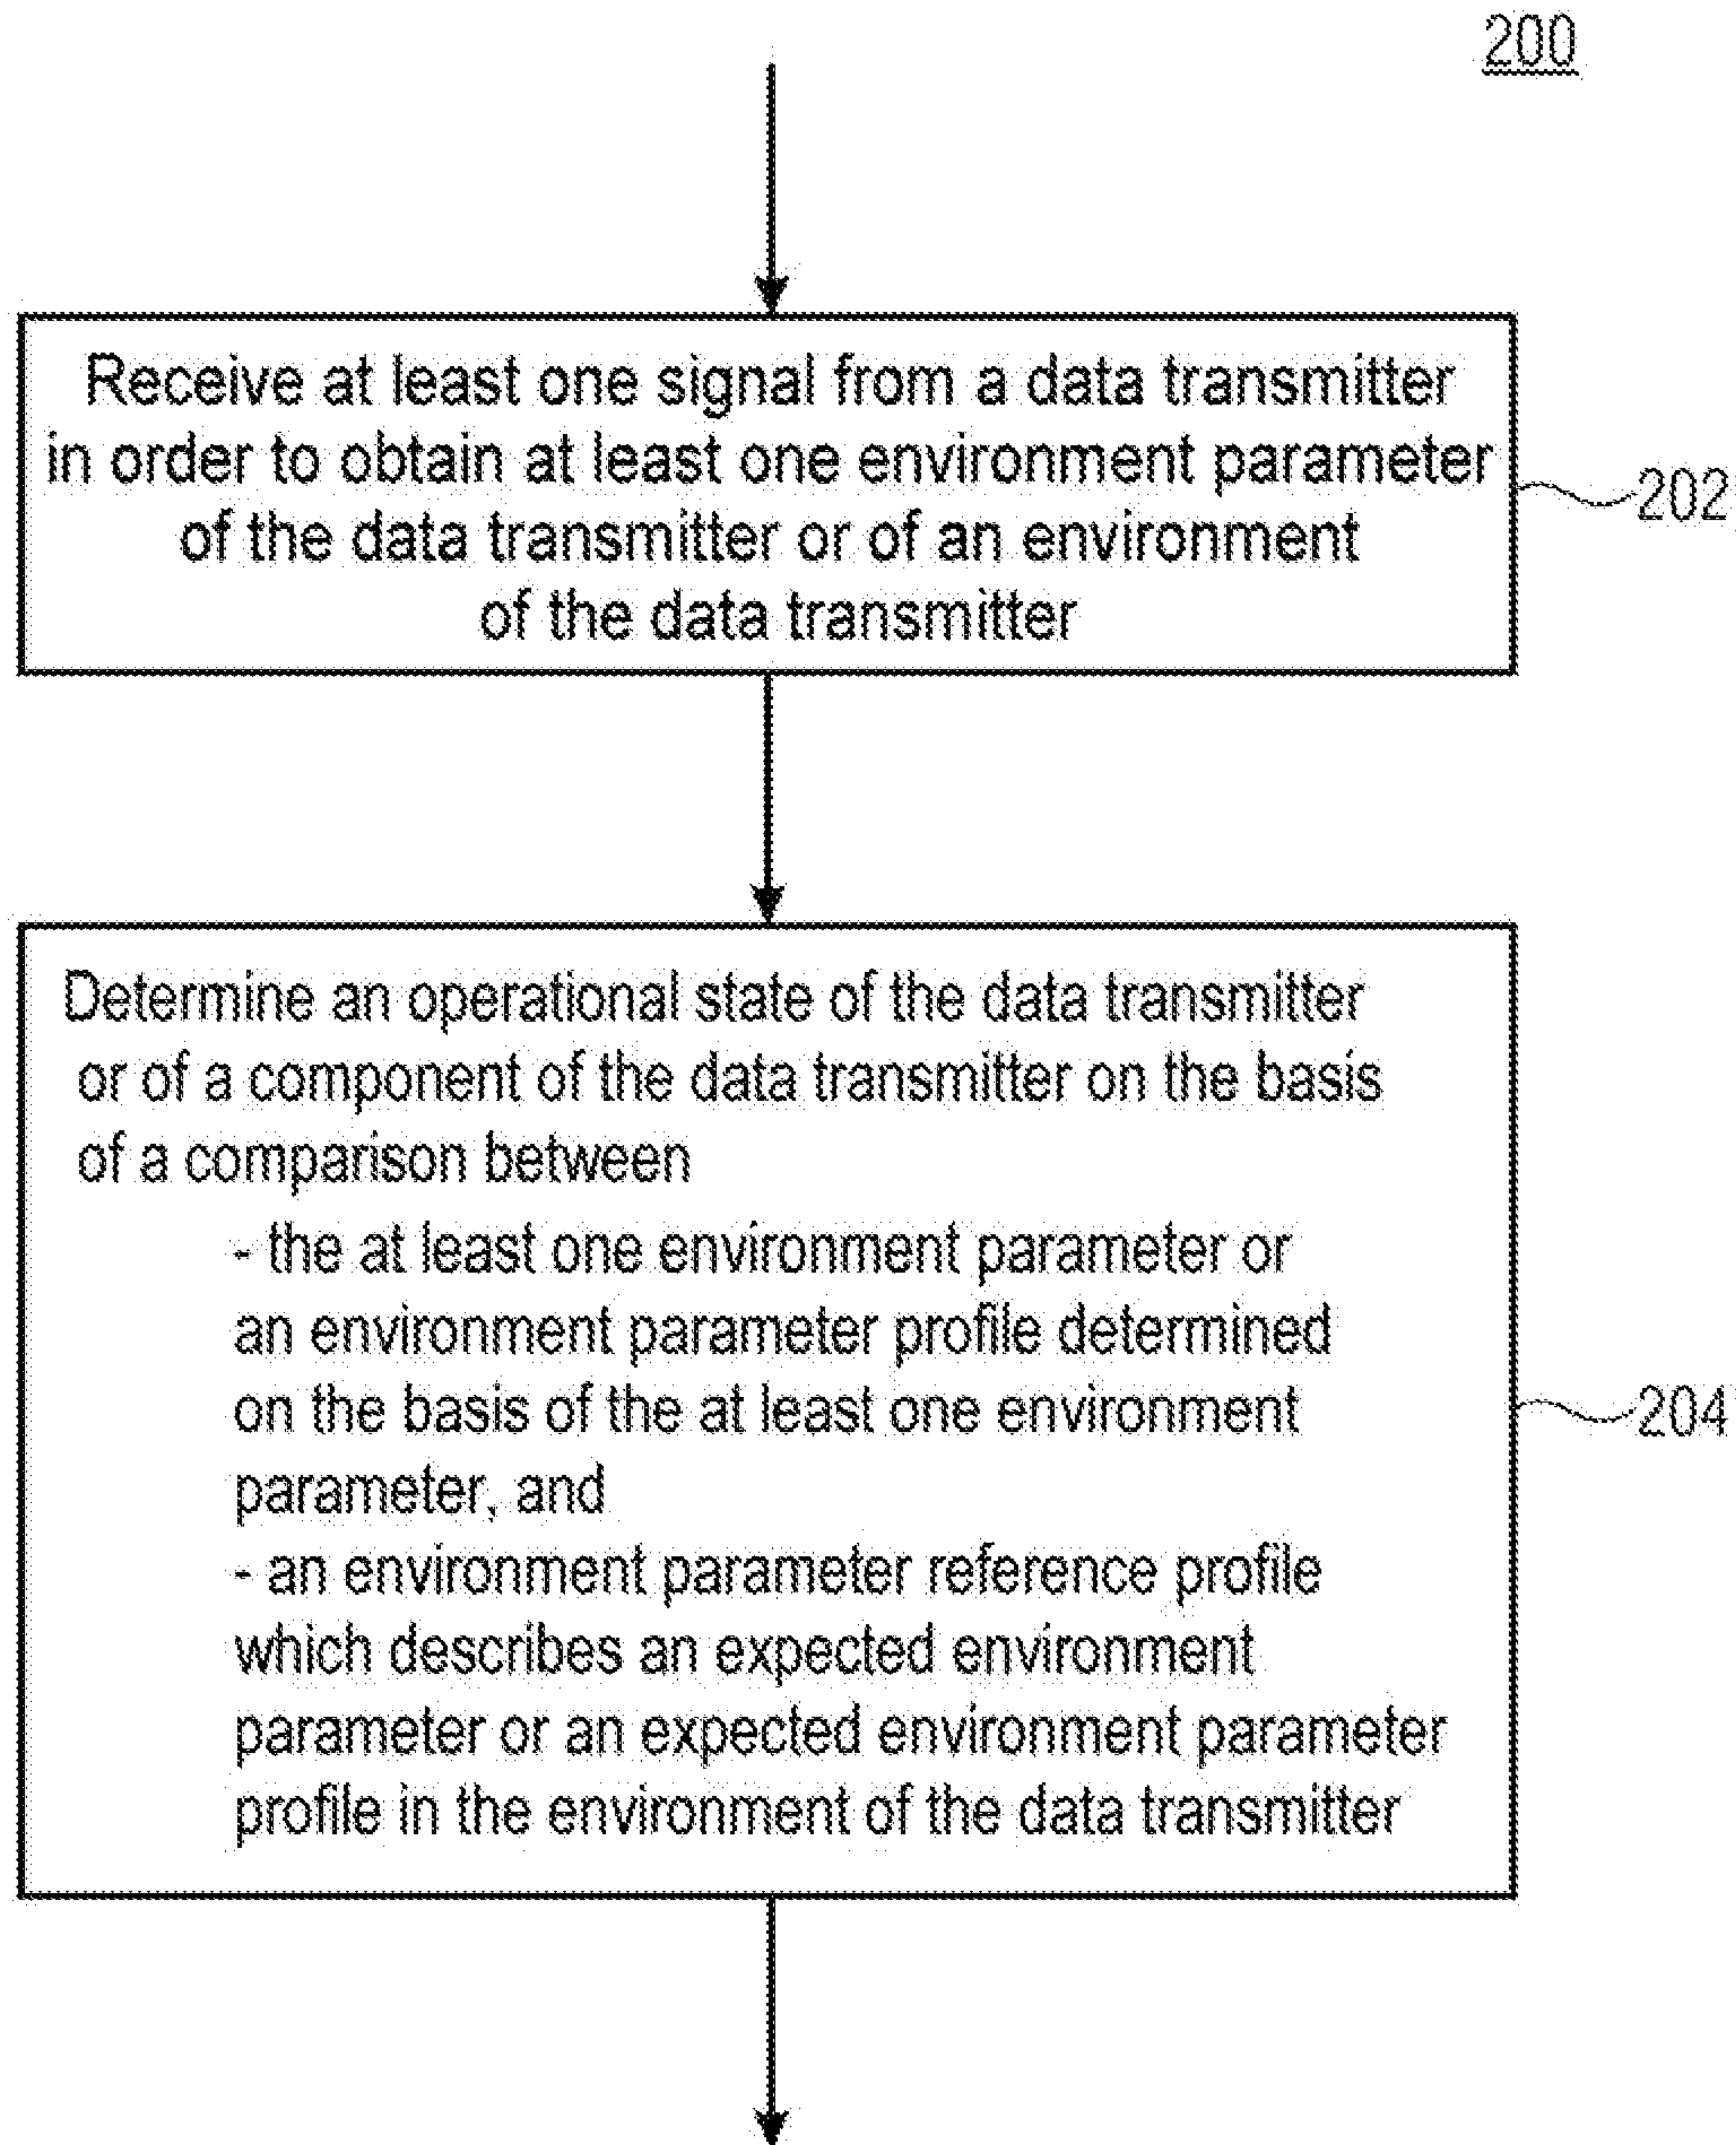 200
Receive at least one signal from a data transmitter
in order to obtain at least one environment parameter
of the data transmitter or of an environment
of the data transmitter
202
Determine an operational state of the data transmitter
or of a component of the data transmitter on the basis
of a comparison between
- the at least one environment parameter or
an environment parameter profile determined
on the basis of the at least one environment
parameter, and
- an environment parameter reference profile
which describes an expected environment
parameter or an expected environment parameter
profile in the environment of the data transmitter
204